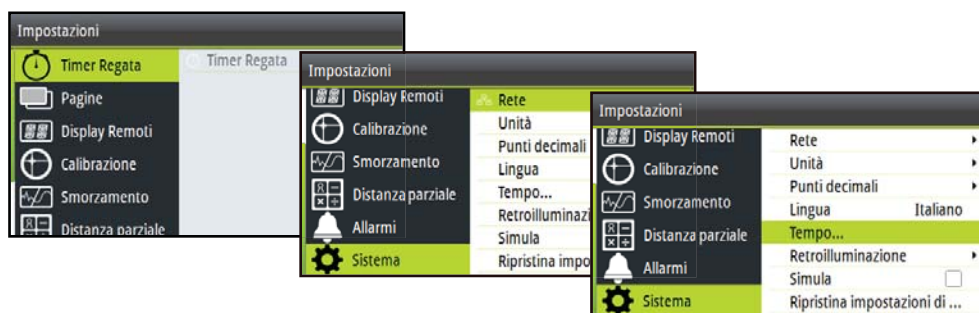 Impostazioni
Timer Regata
Timer Regata
Pagine
Display Remoti
Calibrazione
Smorzamento
Distanza parziale
Impostazioni
Display Remoti
Rete
Calibrazione
Unità
Punti decimali
Smorzamento
Lingua
Distanza parziale
Tempo...
Retroilluminazi
Allarmi
Simula
Sistema
Ripristina impo
Impostazioni
Display Remoti
Rete
Calibrazione
Unità
Punti decimali
Smorzamento
Lingua Italiano
Distanza parziale
Tempo...
Retroilluminazione
Allarmi
Simula
Sistema
Ripristina impostazioni di ...